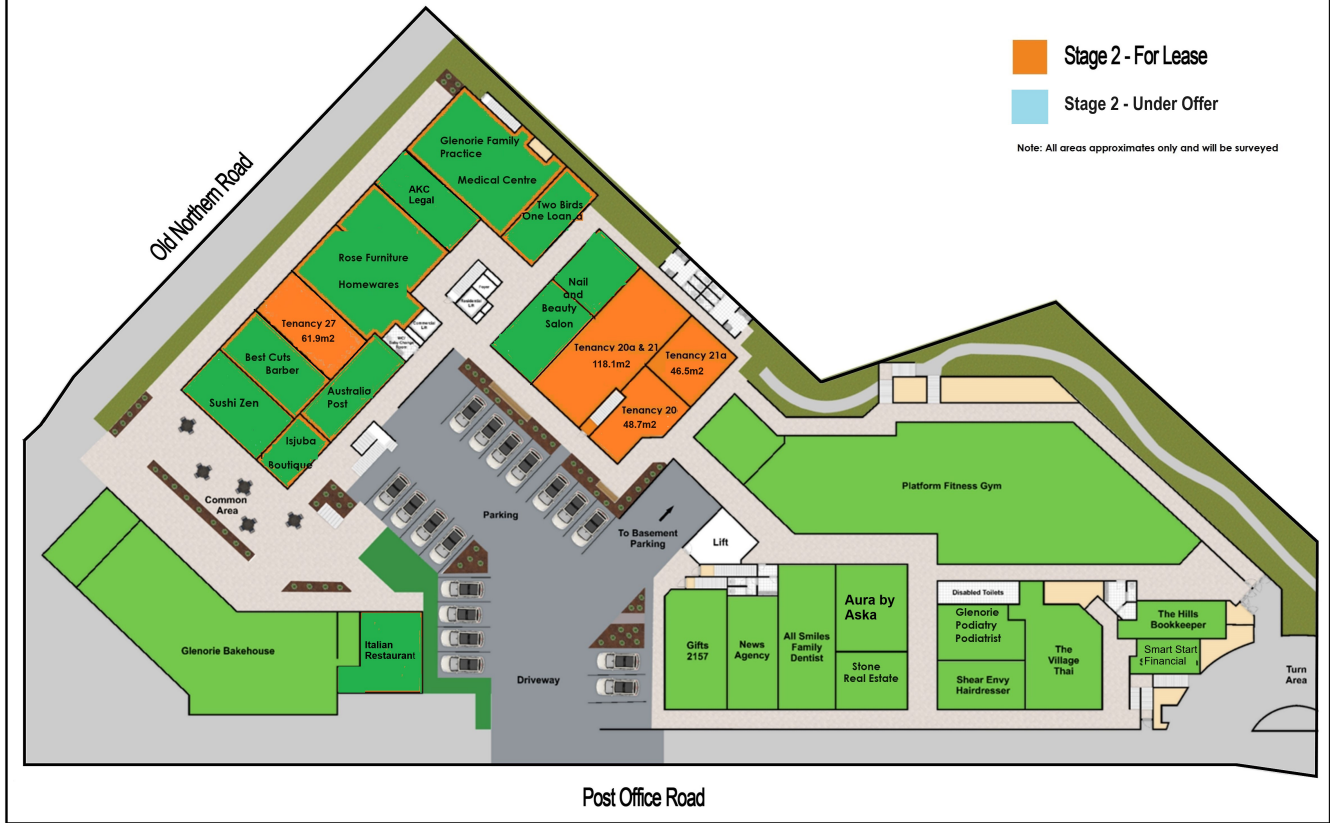 Stage 2 - For Lease
Stage 2 - Under Offer
Note: All areas approximates only and will be surveyed
Old Northern Road
Glenorie Family
Practice
Medical Centre
AKC
Legal
Two Birds
One Loan
Rose Furniture
Homewares
Tenancy 27
61.9m2
Best Cuts
Barber
Sushi Zen
Australia
Post
Isjuba
Boutique
Nail
and
Beauty
Salon
Tenancy 20a & 21
118.1m2
Tenancy 21a
46.5m2
Tenancy 20
48.7m2
Common
Area
Parking
To Basement
Parking
Lift
Platform Fitness Gym
Glenorie Bakehouse
Italian
Restaurant
Driveway
Gifts
2157
News
Agency
All Smiles
Family
Dentist
Aura by
Aska
Stone
Real Estate
Disabled Toilets
Glenorie
Podiatry
Podiatrist
Shear Envy
Hairdresser
The
Village
Thai
The Hills
Bookkeeper
Smart Start
Financial
Turn
Area
Post Office Road